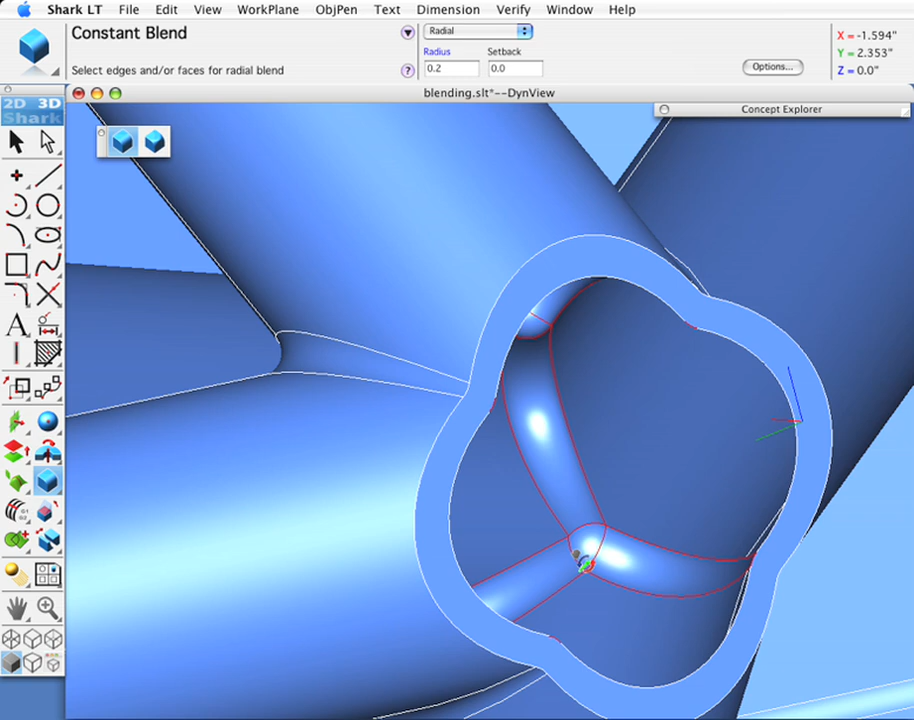 Shark LT File Edit View WorkPlane ObjPen Text Dimension Verify Window Help
Constant Blend
Select edges and/or faces for radial blend
?
Radial
Radius Setback
0.2 0.0
Options...
X = -1.594"
Y = 2.353"
Z = 0.0"
blending.slt*--DynView
Concept Explorer
2D 3D
Shark
A